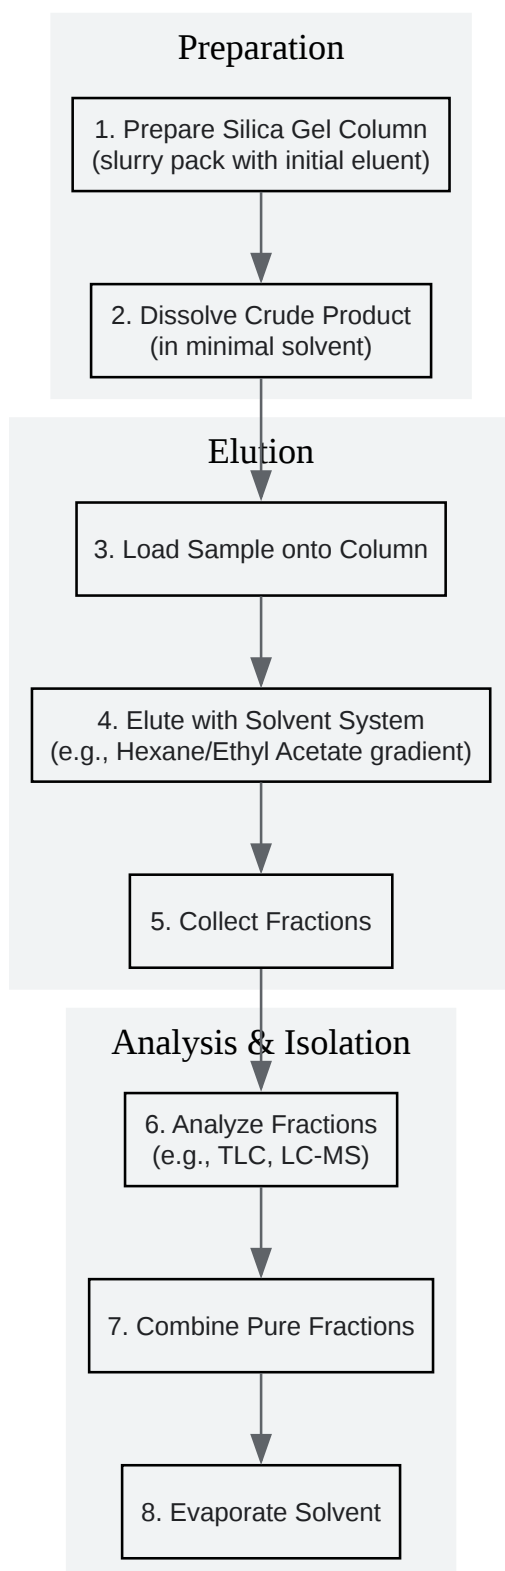 Preparation
1. Prepare Silica Gel Column
(slurry pack with initial eluent)
2. Dissolve Crude Product
(in minimal solvent)
Elution
3. Load Sample onto Column
4. Elute with Solvent System
(e.g., Hexane/Ethyl Acetate gradient)
5. Collect Fractions
Analysis & Isolation
6. Analyze Fractions
(e.g., TLC, LC-MS)
7. Combine Pure Fractions
8. Evaporate Solvent